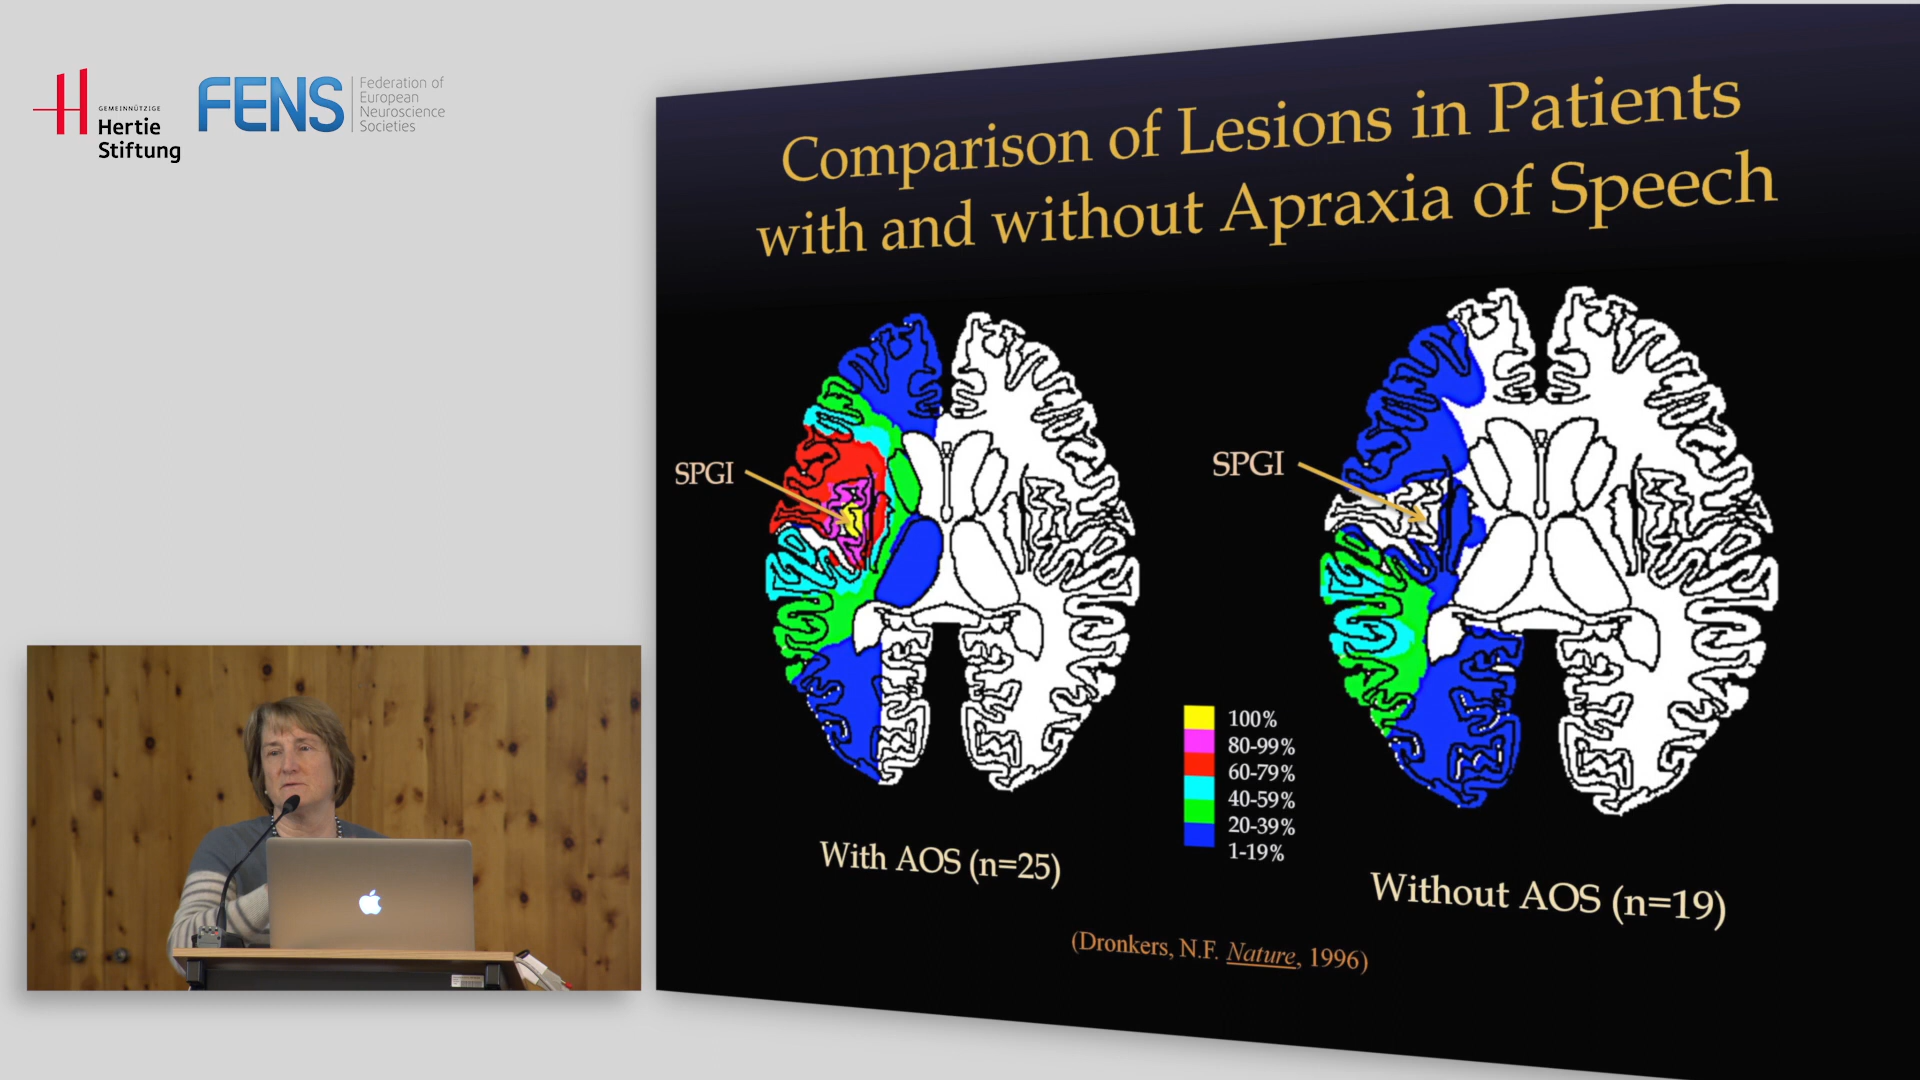 GEMEINNÜTZIGE
Hertie
Stiftung
FENS
Federation of
European
Neuroscience
Societies
Comparison of Lesions in Patients
with and without Apraxia of Speech
SPGI
SPGI
100%
80-99%
60-79%
40-59%
20-39%
1-19%
With AOS (n=25)
Without AOS (n=19)
(Dronkers, N.F. Nature, 1996)